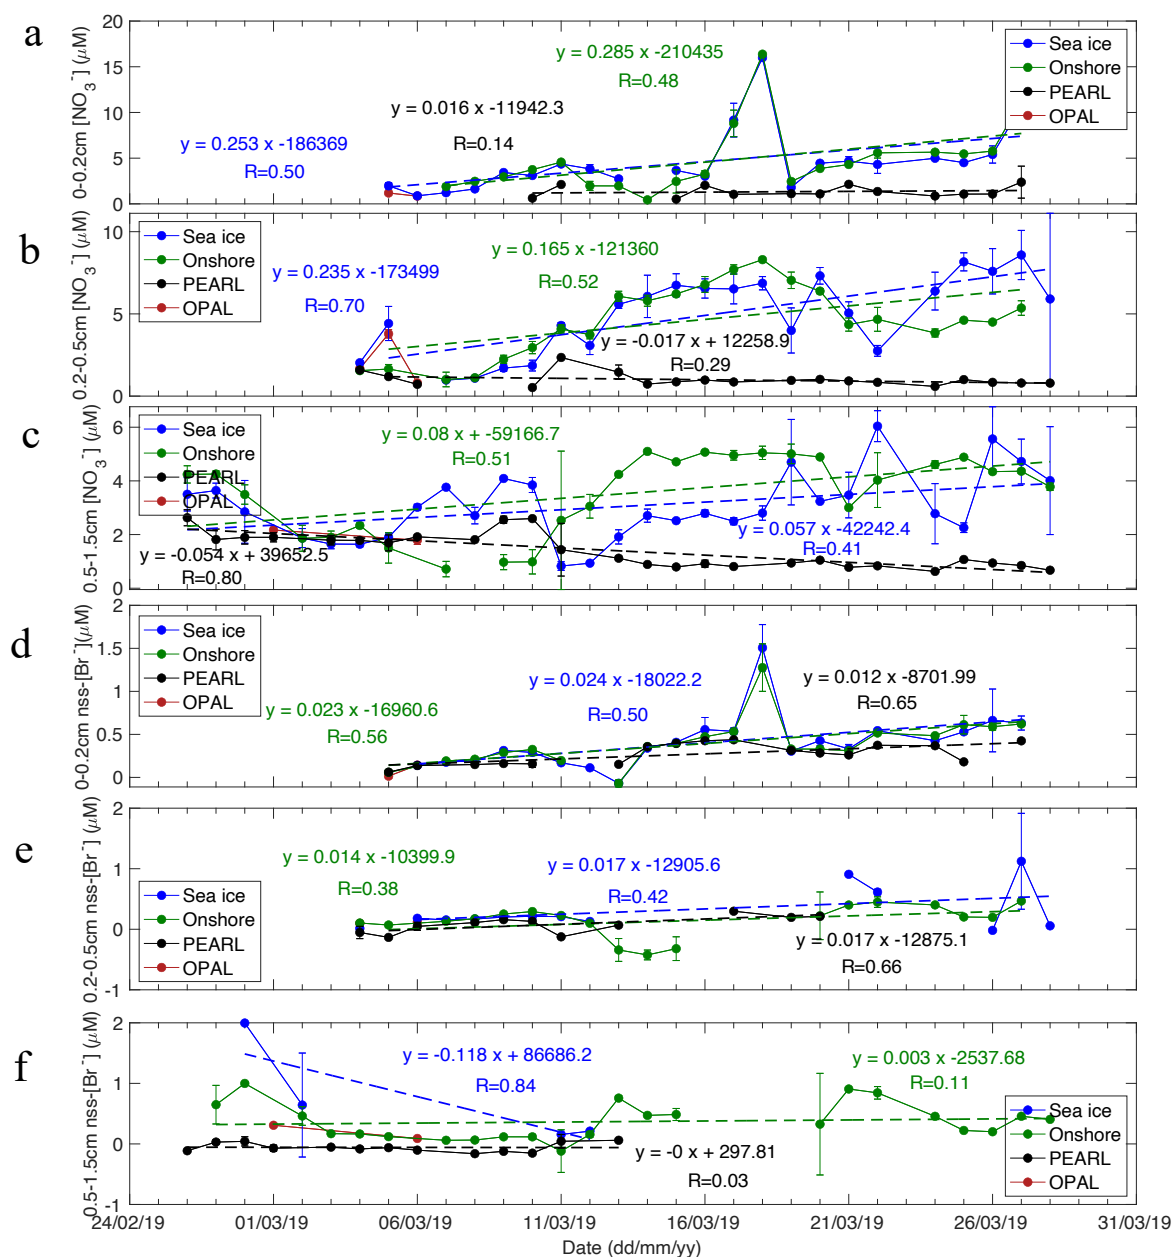 a
0-0.2cm [NO3-] (μM)
20
15
10
5
0
y = 0.285 x -210435
R=0.48
y = 0.016 x -11942.3
R=0.14
y = 0.253 x -186369
R=0.50
Sea ice
Onshore
PEARL
OPAL
b
0.2-0.5cm [NO3-] (μM)
10
5
0
Sea ice
Onshore
PEARL
OPAL
y = 0.235 x -173499
R=0.70
y = 0.165 x -121360
R=0.52
y = -0.017 x + 12258.9
R=0.29
c
0.5-1.5cm [NO3-] (μM)
6
4
2
0
Sea ice
Onshore
PEARL
OPAL
y = 0.08 x + -59166.7
R=0.51
y = -0.054 x + 39652.5
R=0.80
y = 0.057 x -42242.4
R=0.41
d
0-0.2cm nss-[Br-](μM)
2
1.5
1
0.5
0
Sea ice
Onshore
PEARL
OPAL
y = 0.023 x -16960.6
R=0.56
y = 0.024 x -18022.2
R=0.50
y = 0.012 x -8701.99
R=0.65
e
0.2-0.5cm nss-[Br-] (μM)
2
1
0
-1
Sea ice
Onshore
PEARL
OPAL
y = 0.014 x -10399.9
R=0.38
y = 0.017 x -12905.6
R=0.42
y = 0.017 x -12875.1
R=0.66
f
0.5-1.5cm nss-[Br-] (μM)
2
1
0
-1
y = -0.118 x + 86686.2
R=0.84
y = 0.003 x -2537.68
R=0.11
y = -0 x + 297.81
R=0.03
Sea ice
Onshore
PEARL
OPAL
24/02/19 01/03/19 06/03/19 11/03/19 16/03/19 21/03/19 26/03/19 31/03/19
Date (dd/mm/yy)